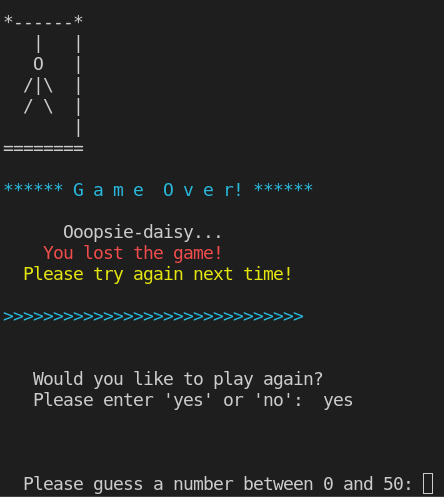 *------*
   |   |
   O   |
  /|\  |
  / \  |
       |
========
****** G a m e  O v e r! ******
Ooopsie-daisy...
You lost the game!
Please try again next time!
>>>>>>>>>>>>>>>>>>>>>>>>>>>>>>
Would you like to play again?
Please enter 'yes' or 'no':  yes
Please guess a number between 0 and 50: